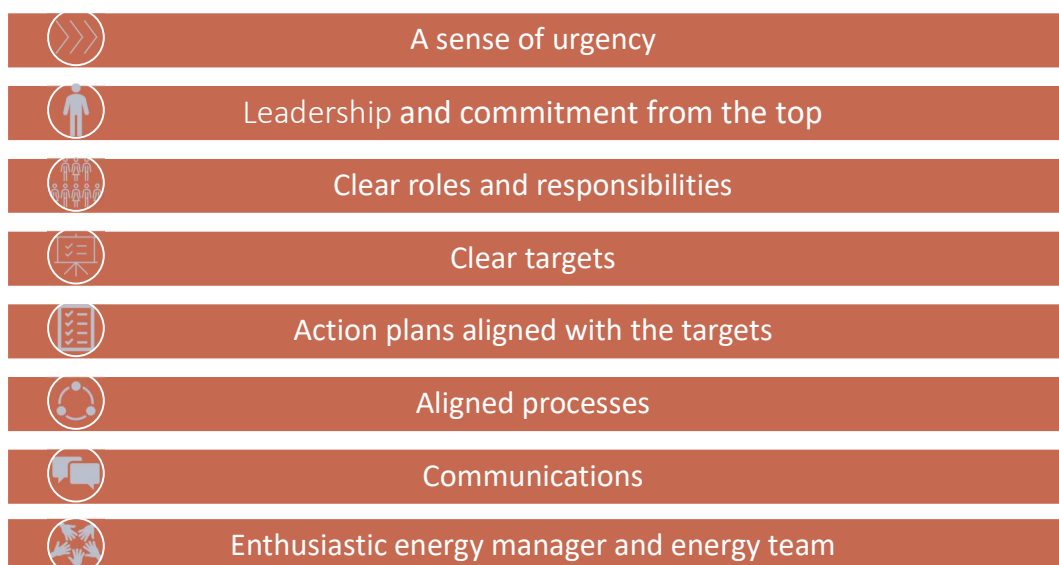 A sense of urgency
Leadership and commitment from the top
Clear roles and responsibilities
Clear targets
Action plans aligned with the targets
Aligned processes
Communications
Enthusiastic energy manager and energy team